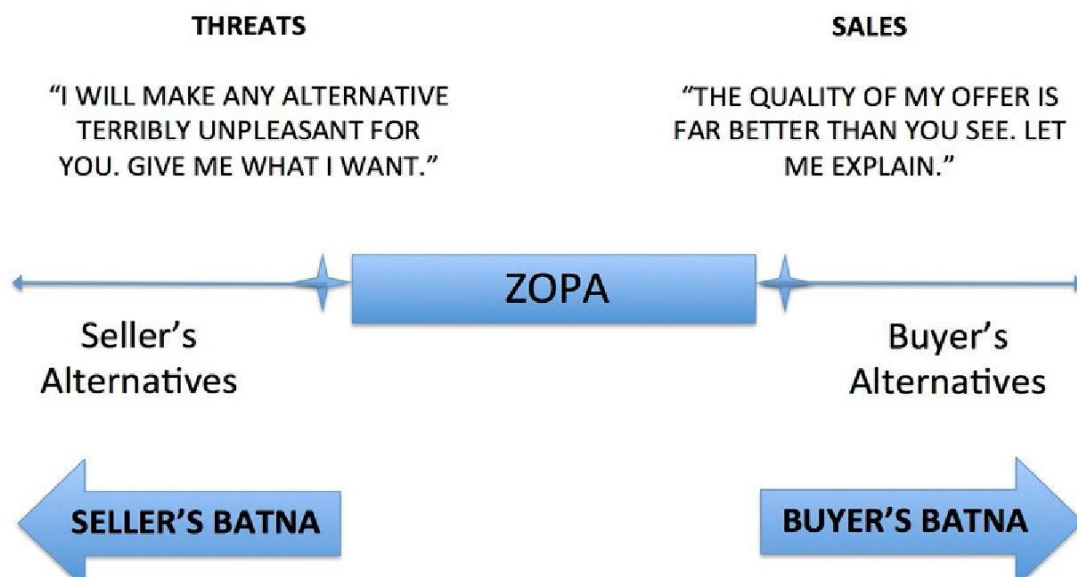 THREATS
"I WILL MAKE ANY ALTERNATIVE
TERRIBLY UNPLEASANT FOR
YOU. GIVE ME WHAT I WANT."
SALES
"THE QUALITY OF MY OFFER IS
FAR BETTER THAN YOU SEE. LET
ME EXPLAIN."
ZOPA
Seller's
Alternatives
Buyer's
Alternatives
SELLER'S BATNA
BUYER'S BATNA